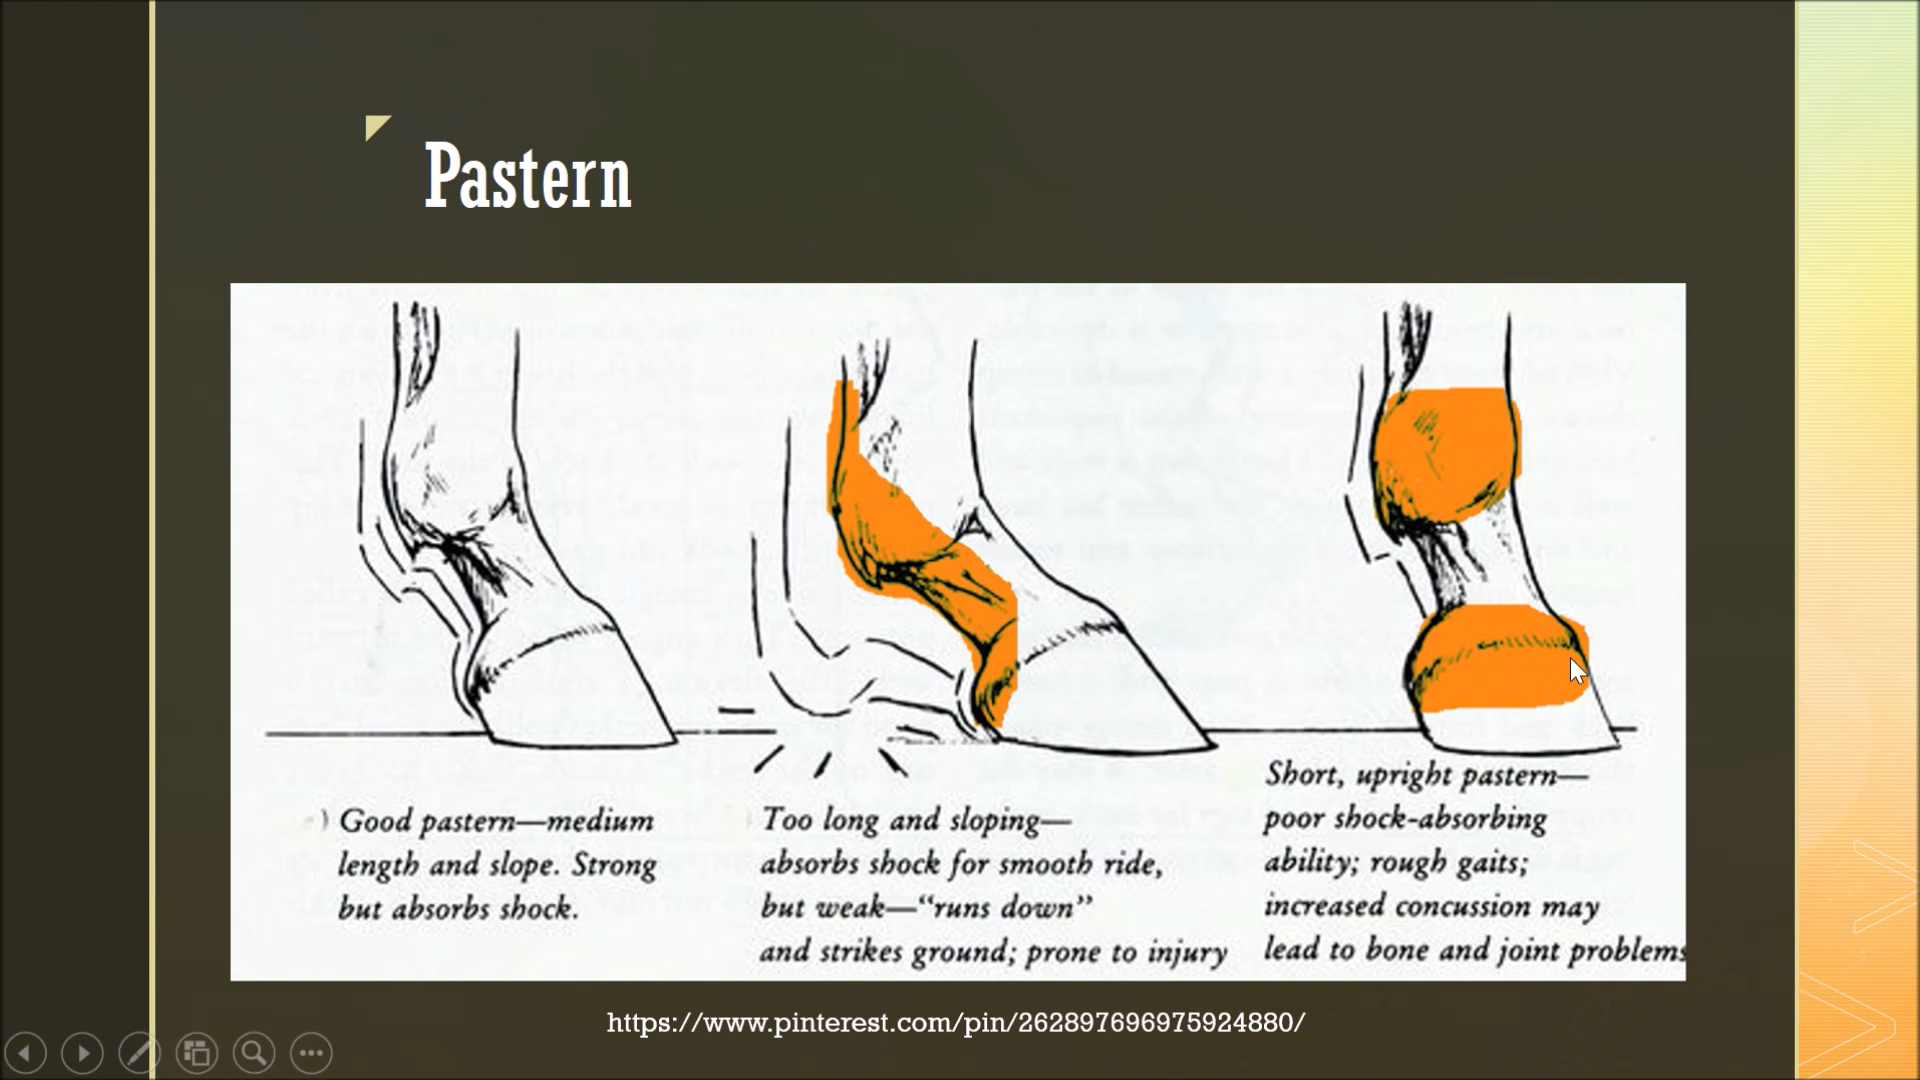 Pastern
Good pastern—medium
length and slope. Strong
but absorbs shock.
Too long and sloping—
absorbs shock for smooth ride,
but weak—“runs down”
and strikes ground; prone to injury
Short, upright pastern—
poor shock-absorbing
ability; rough gaits;
increased concussion may
lead to bone and joint problems
https://www.pinterest.com/pin/262897696975924880/